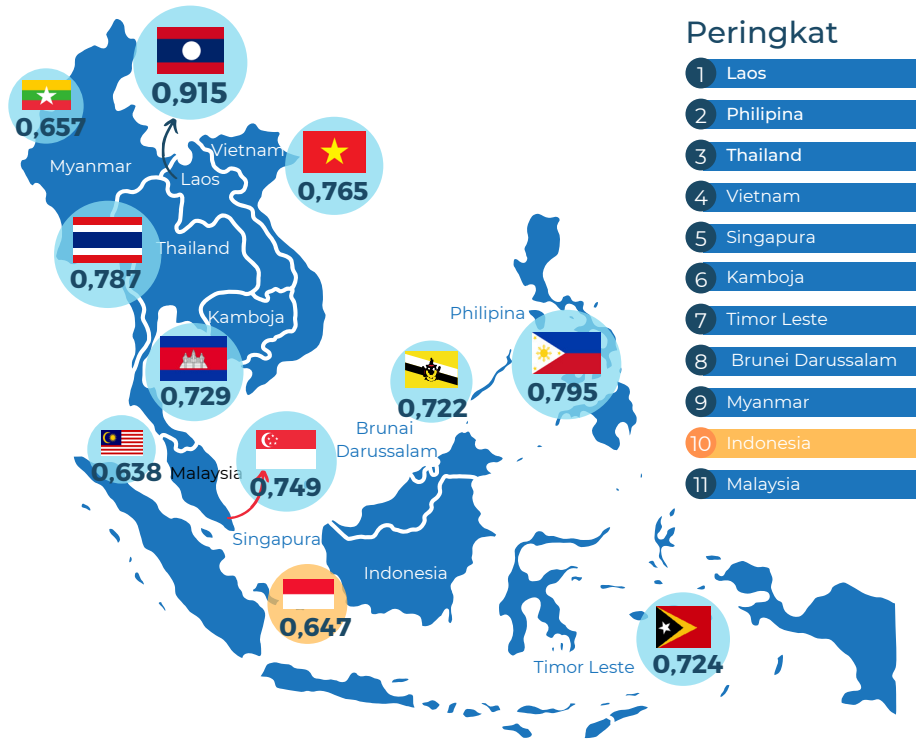 Peringkat
1 Laos
2 Philipina
3 Thailand
4 Vietnam
5 Singapura
6 Kamboja
7 Timor Leste
8 Brunei Darussalam
9 Myanmar
10 Indonesia
11 Malaysia
0,915
0,657
Myanmar
Vietnam
Laos
0,765
Thailand
0,787
Kamboja
Philipina
0,729
0,795
0,722
Brunai
Darussalam
0,638
Malaysia
0,749
Singapura
Indonesia
0,647
Timor Leste
0,724